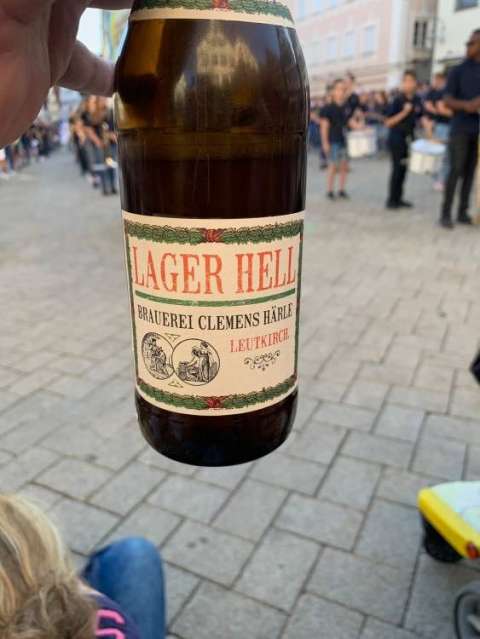 LAGER HELL
BRAUEREI CLEMENS HÄRLE
LEUTKIRCH